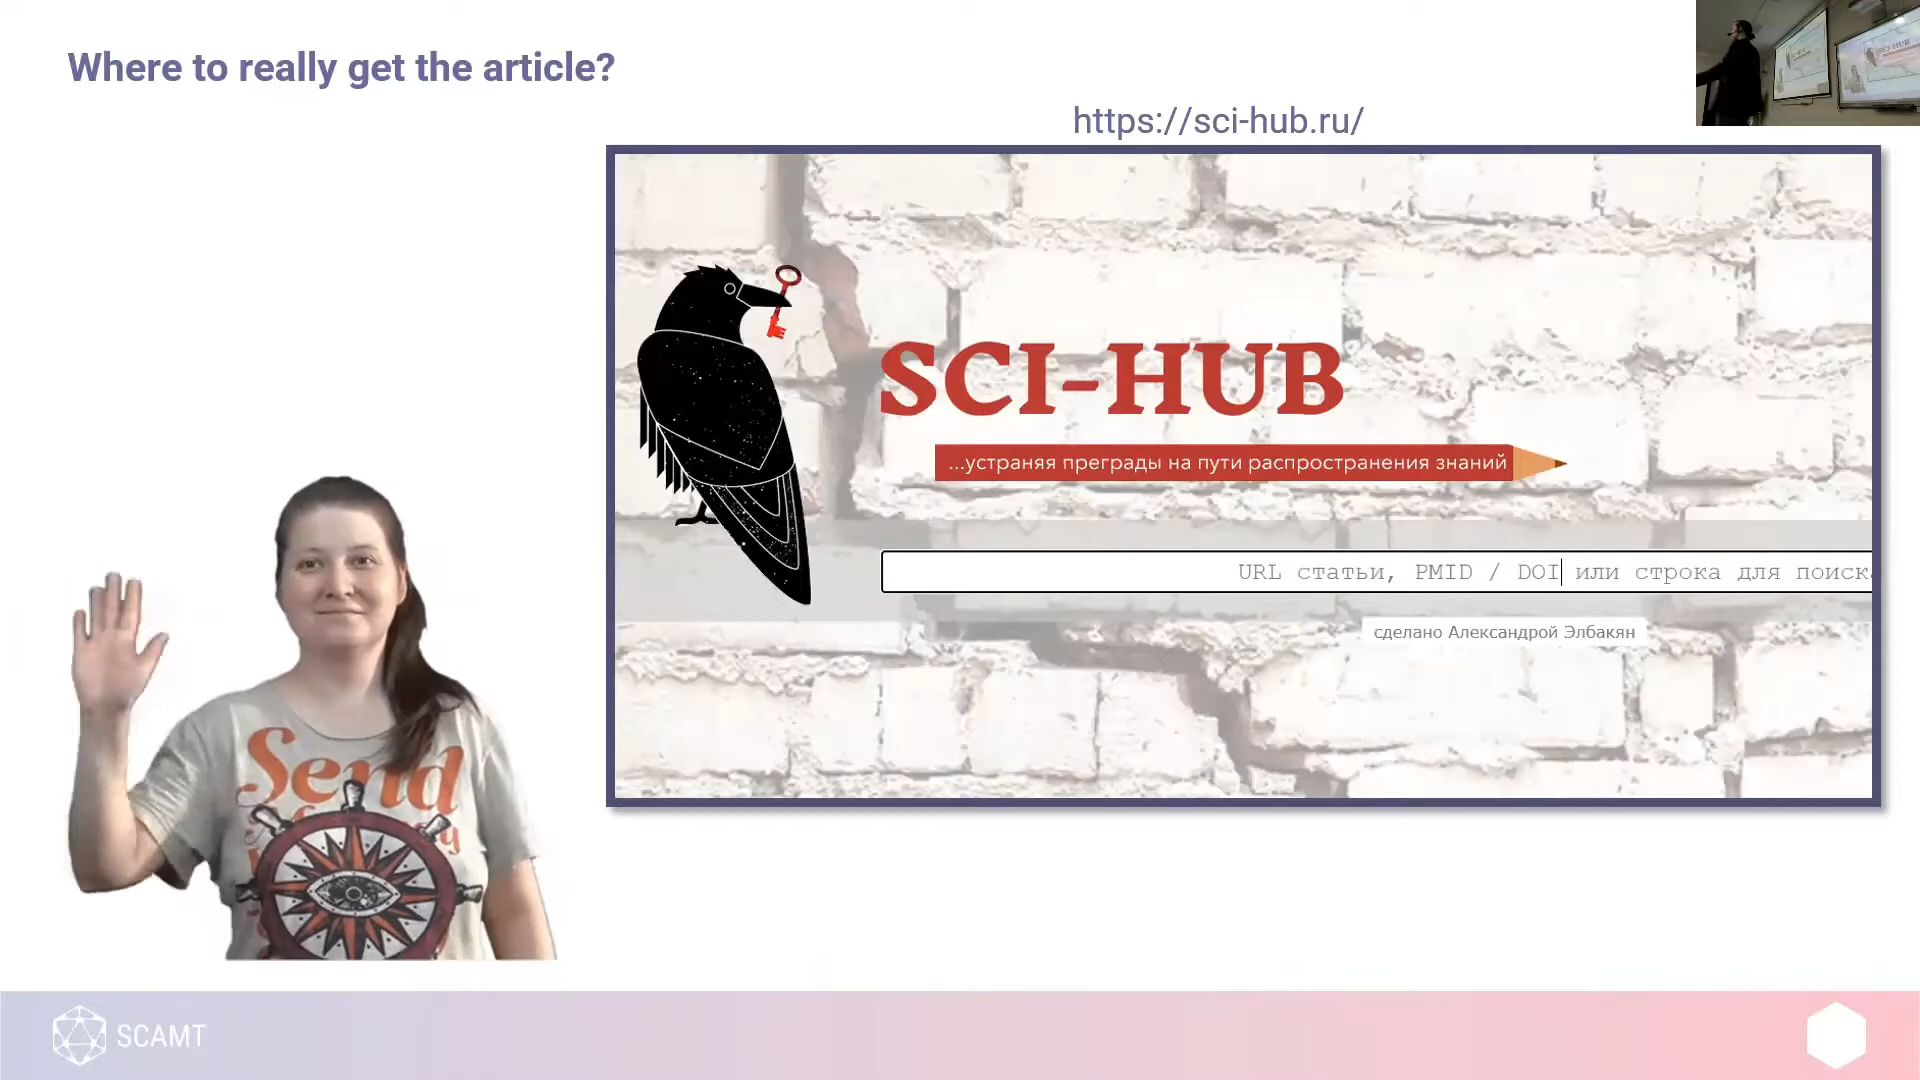 Where to really get the article?
https://sci-hub.ru/
SCI-HUB
...устраняя преграды на пути распространения знаний
URL статьи, PMID / DOI или строка для поиска
сделано Александрой Элбакян
Send
SCAMT